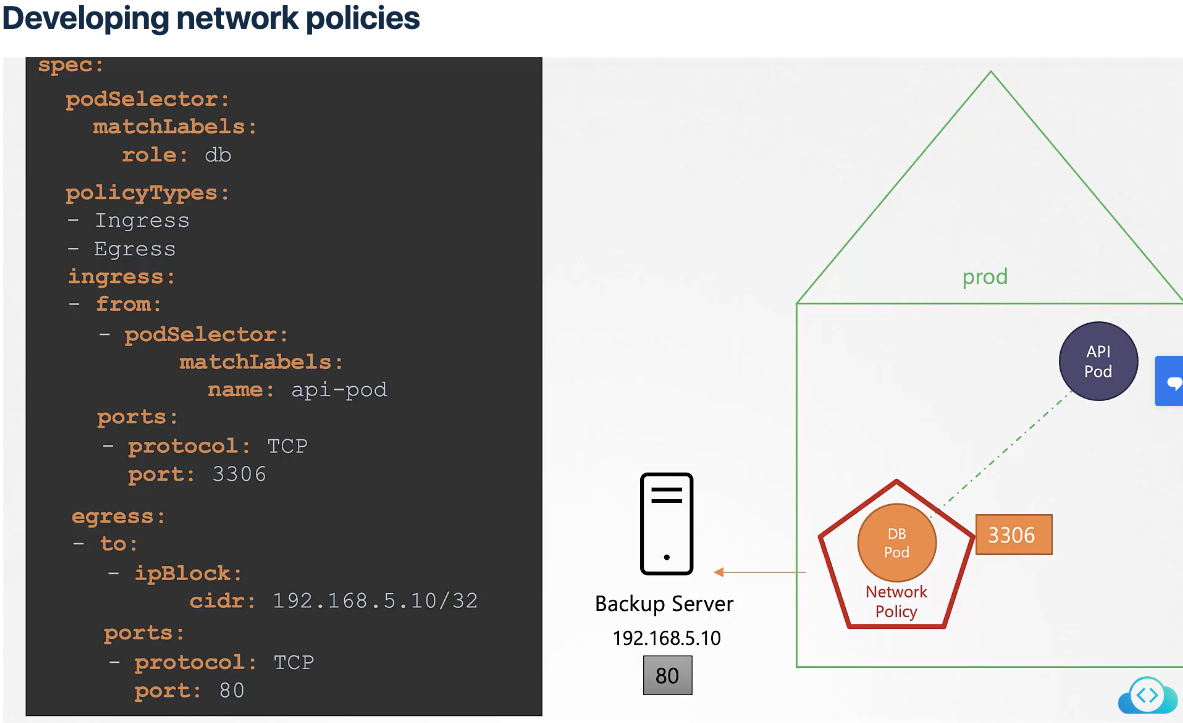 Developing network policies
spec:
podSelector:
matchLabels:
role: db
policyTypes:
- Ingress
- Egress
ingress:
- from:
- podSelector:
matchLabels:
name: api-pod
ports:
- protocol: TCP
port: 3306
egress:
- to:
- ipBlock:
cidr: 192.168.5.10/32
ports:
- protocol: TCP
port: 80
prod
API
Pod
DB
Pod
Network
Policy
3306
Backup Server
192.168.5.10
80